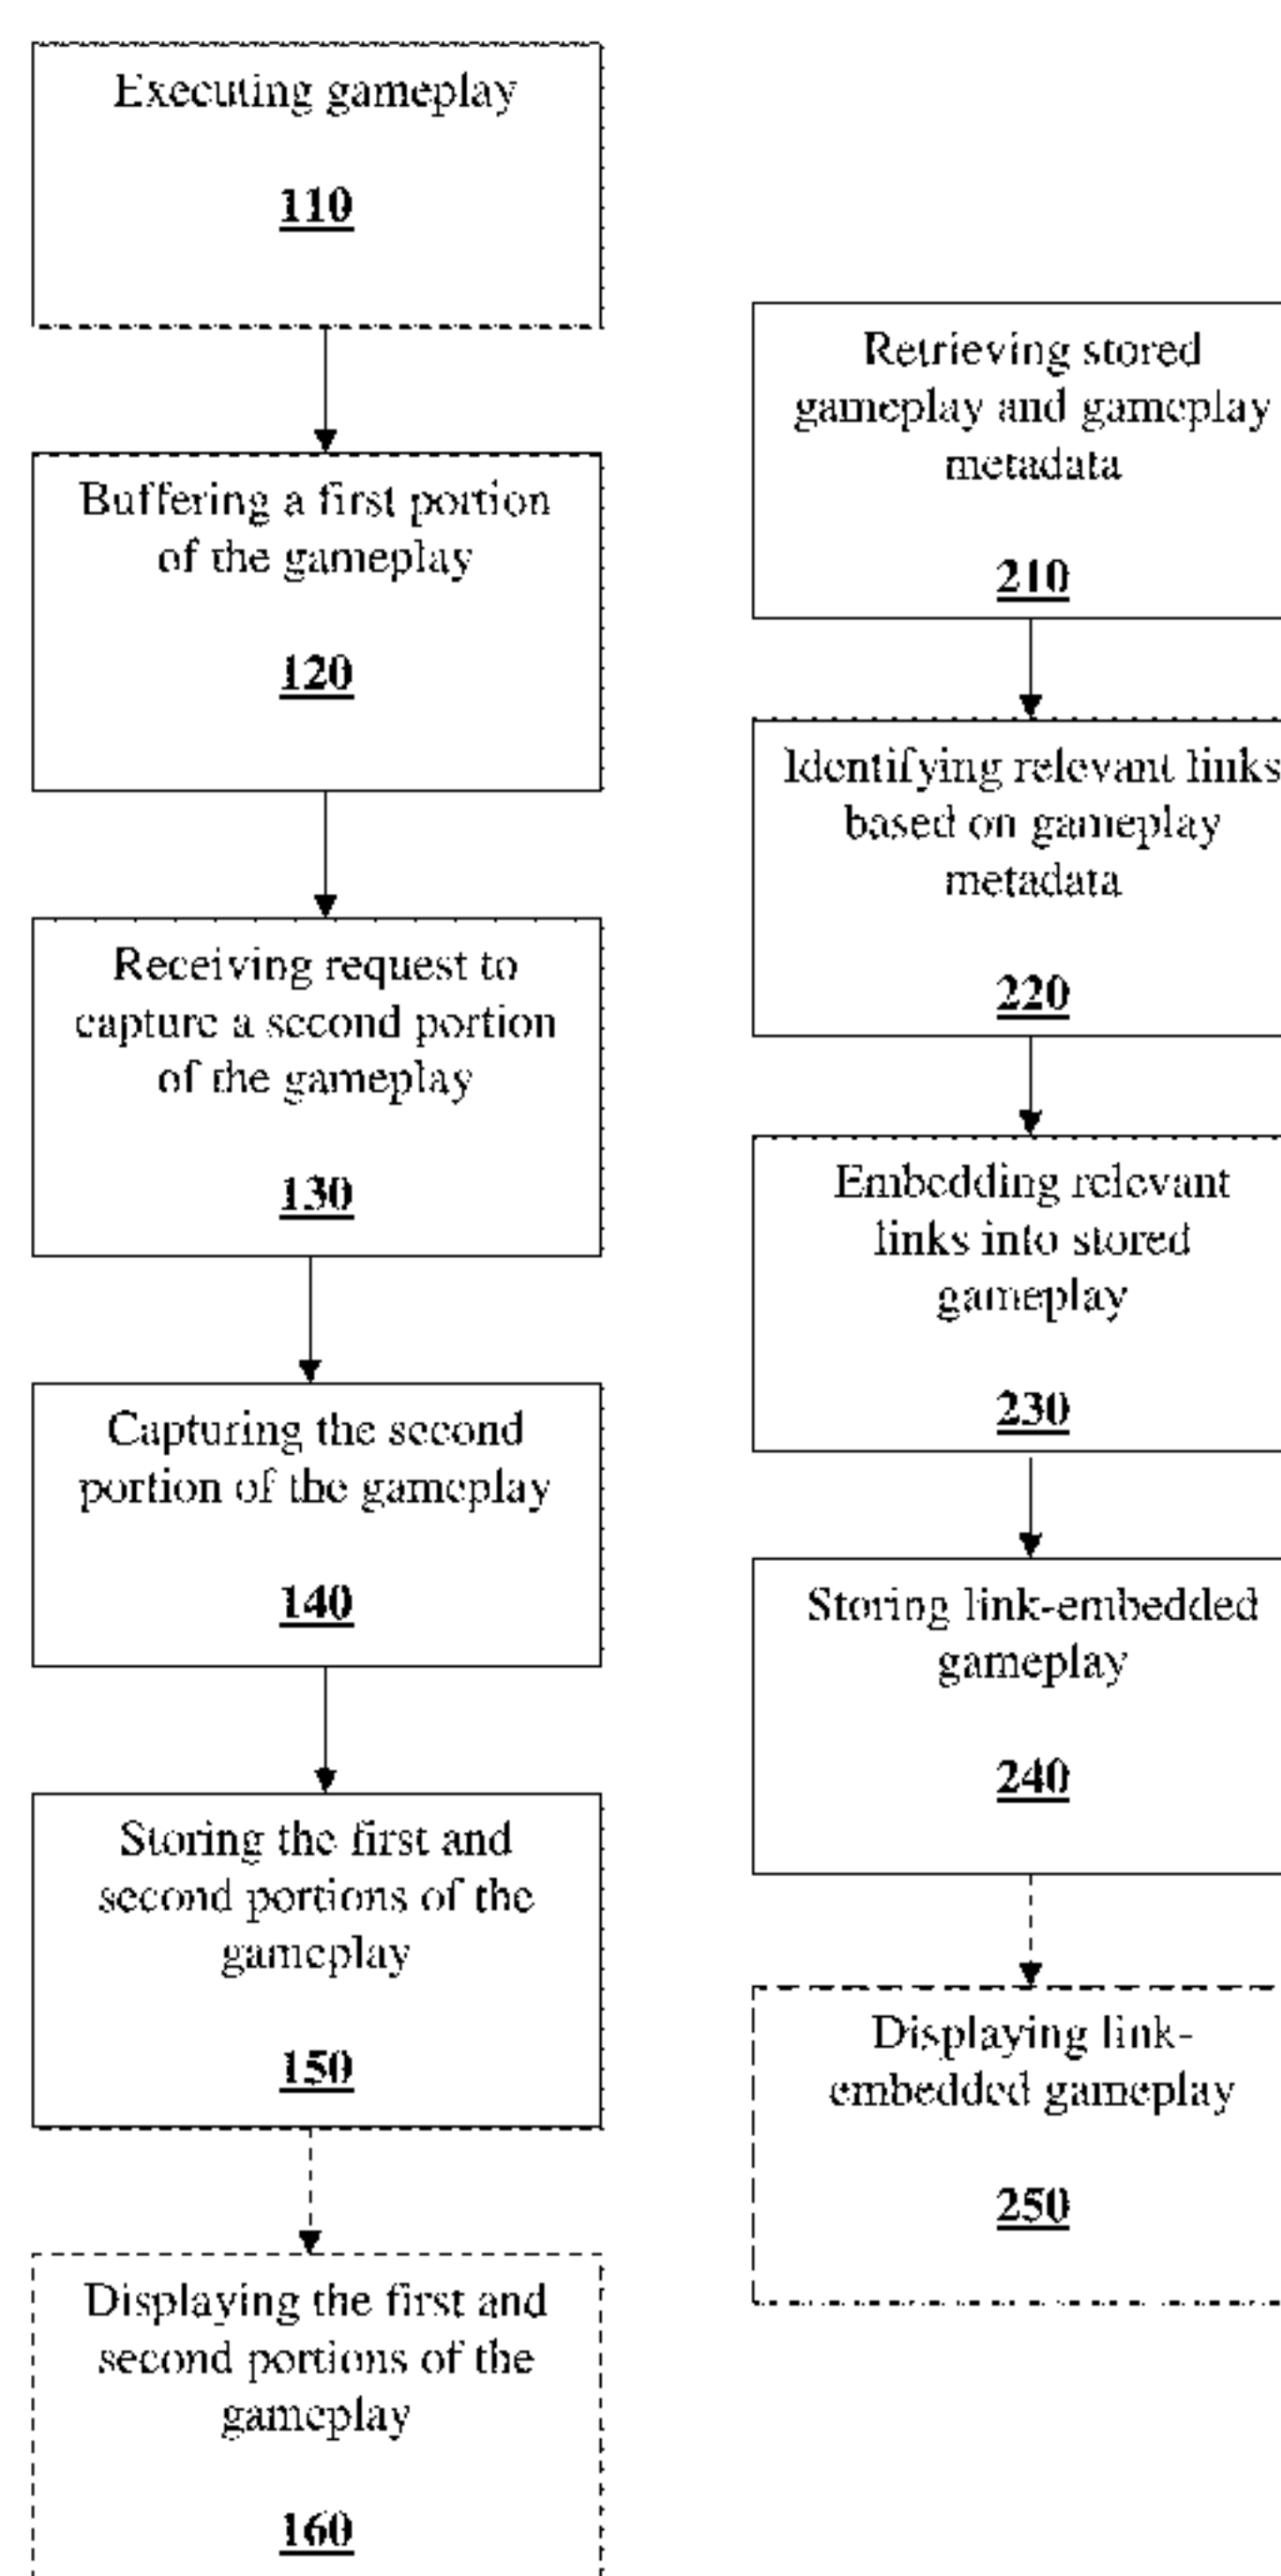 Executing gameplay
110
Buffering a first portion
of the gameplay
120
Receiving request to
capture a second portion
of the gameplay
130
Capturing the second
portion of the gameplay
140
Storing the first and
second portions of the
gameplay
150
Displaying the first and
second portions of the
gameplay
160
Retrieving stored
gameplay and gameplay
metadata
210
Identifying relevant links
based on gameplay
metadata
220
Embedding relevant
links into stored
gameplay
230
Storing link-embedded
gameplay
240
Displaying link-
embedded gameplay
250